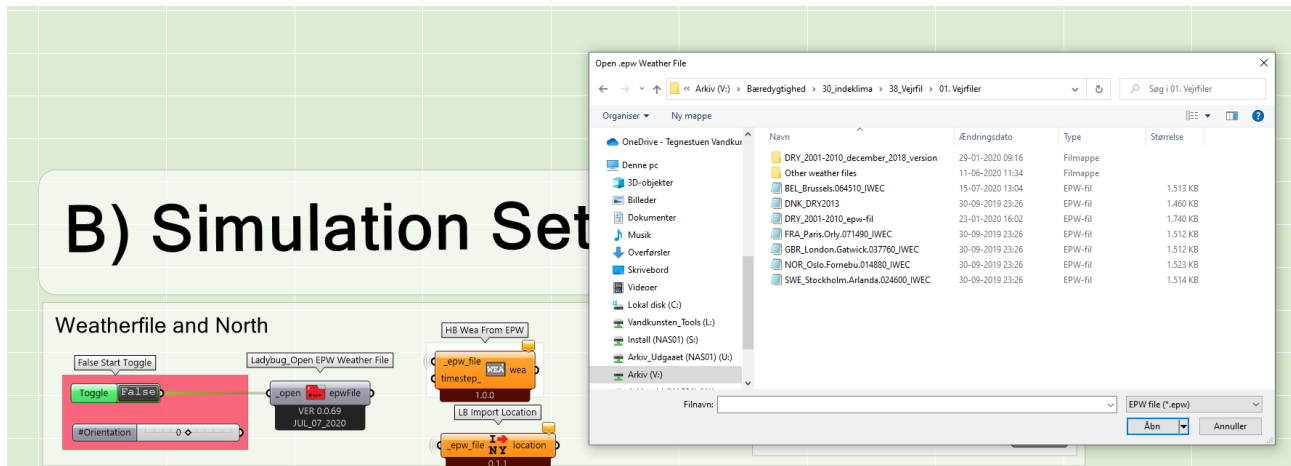 Open .epw Weather File
« Arkiv (V:) > Bæredygtighed > 30_indeklima > 38_Vejrfil > 01. Vejrfiler
Søg i 01. Vejrfiler
Organiser Ny mappe
Navn Ændringsdato Type Størrelse
OneDrive - Tegnestuen Vandkur
Denne pc
3D-objekter
Billeder
Dokumenter
Musik
Overførsler
Skrivebord
Videoer
Lokal disk (C:)
Vandkunsten_Tools (L:)
Install (NAS01) (S:)
Arkiv_Udgaaet (NAS01) (U:)
Arkiv (V:)
DRY_2001-2010_december_2018_version 29-01-2020 09:16 Filmappe
Other weather files 11-06-2020 11:34 Filmappe
BEL_Brussels.064510_IWEC 15-07-2020 13:04 EPW-fil 1.513 KB
DNK_DRY2013 30-09-2019 23:26 EPW-fil 1.460 KB
DRY_2001-2010_epw-fil 23-01-2020 16:02 EPW-fil 1.740 KB
FRA_Paris.Orly.071490_IWEC 30-09-2019 23:26 EPW-fil 1.512 KB
GBR_London.Gatwick.037760_IWEC 30-09-2019 23:26 EPW-fil 1.512 KB
NOR_Oslo.Fornebu.014880_IWEC 30-09-2019 23:26 EPW-fil 1.523 KB
SWE_Stockholm.Arlanda.024600_IWEC 30-09-2019 23:26 EPW-fil 1.514 KB
Filnavn:
EPW file (*.epw)
Åbn Annuller
B) Simulation Set
Weatherfile and North
False Start Toggle
Toggle False
#Orientation 0
Ladybug_Open EPW Weather File
_open epwFile
VER 0.0.69
JUL_07_2020
HB Wea From EPW
_epw_file WEA wea
timestep_
1.0.0
LB Import Location
_epw_file I NY location
0.1.1